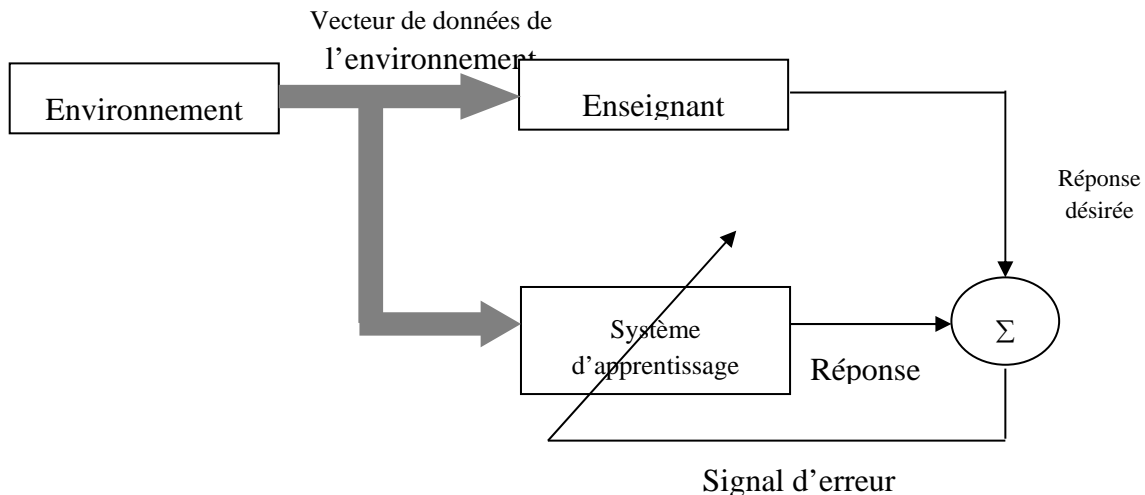 Vecteur de données de
l’environnement
Environnement
Enseignant
Réponse
désirée
Système
d’apprentissage
Réponse
Σ
Signal d’erreur